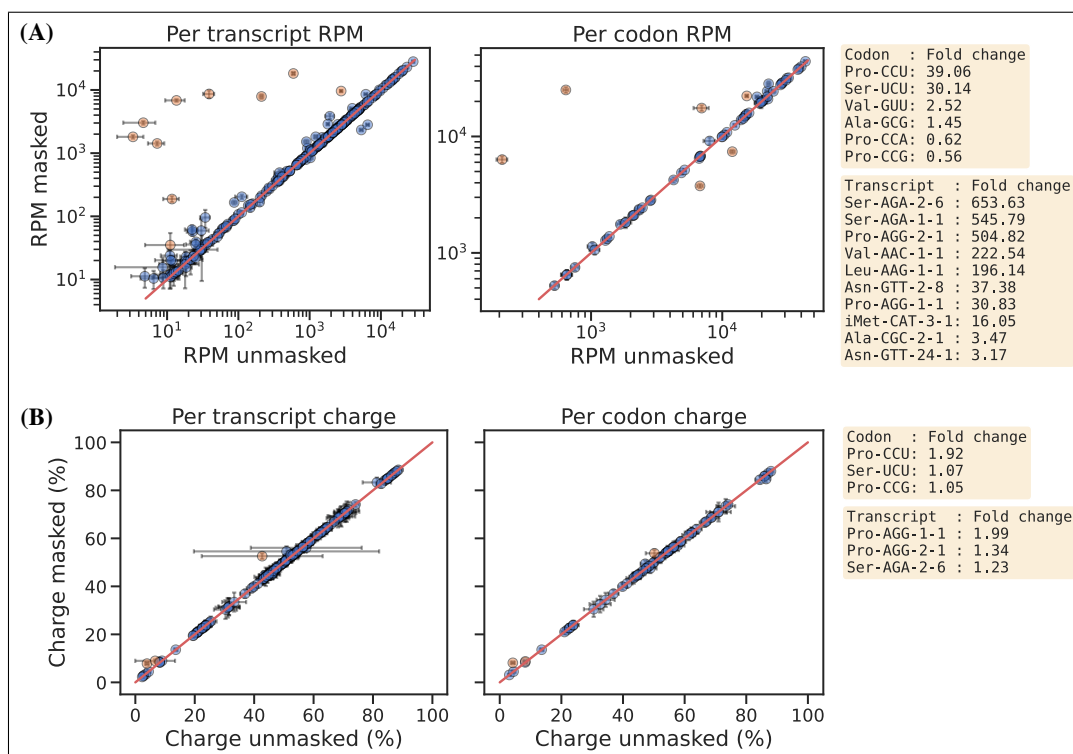 (A)
Per transcript RPM
Per codon RPM
RPM masked
10⁴
10³
10²
10¹
10¹
10²
10³
10⁴
RPM unmasked
10⁴
10³
10³
10⁴
RPM unmasked
Codon : Fold change
Pro-CCU: 39.06
Ser-UCU: 30.14
Val-GUU: 2.52
Ala-GCG: 1.45
Pro-CCA: 0.62
Pro-CCG: 0.56
Transcript : Fold change
Ser-AGA-2-6 : 653.63
Ser-AGA-1-1 : 545.79
Pro-AGG-2-1 : 504.82
Val-AAC-1-1 : 222.54
Leu-AAG-1-1 : 196.14
Asn-GTT-2-8 : 37.38
Pro-AGG-1-1 : 30.83
iMet-CAT-3-1: 16.05
Ala-CGC-2-1 : 3.47
Asn-GTT-24-1: 3.17
(B)
Per transcript charge
Per codon charge
Charge masked (%)
100
80
60
40
20
0
0 20 40 60 80 100
Charge unmasked (%)
0 20 40 60 80 100
Charge unmasked (%)
Codon : Fold change
Pro-CCU: 1.92
Ser-UCU: 1.07
Pro-CCG: 1.05
Transcript : Fold change
Pro-AGG-1-1 : 1.99
Pro-AGG-2-1 : 1.34
Ser-AGA-2-6 : 1.23